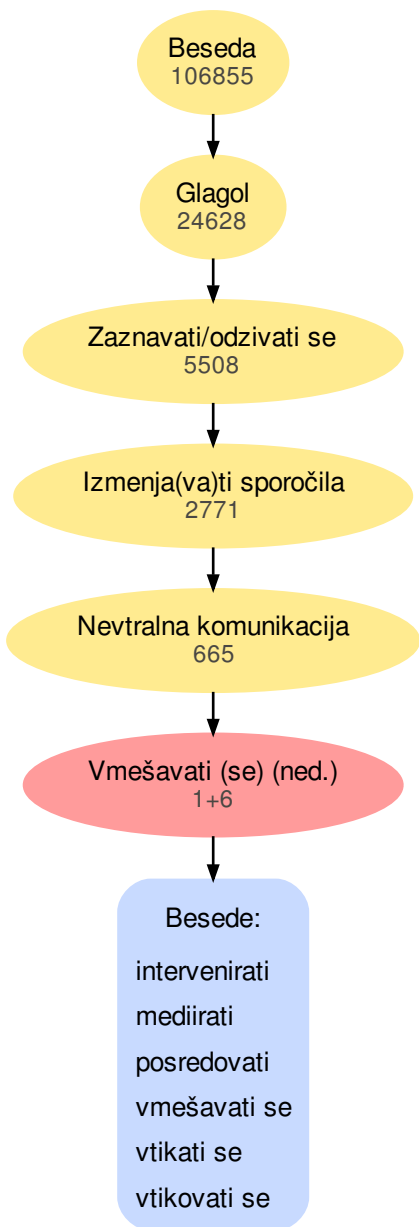 Beseda
106855
Glagol
24628
Zaznavati/odzivati se
5508
Izmenja(va)ti sporočila
2771
Nevtralna komunikacija
665
Vmešavati (se) (ned.)
1+6
Besede:
intervenirati
mediirati
posredovati
vmešavati se
vtikati se
vtikovati se